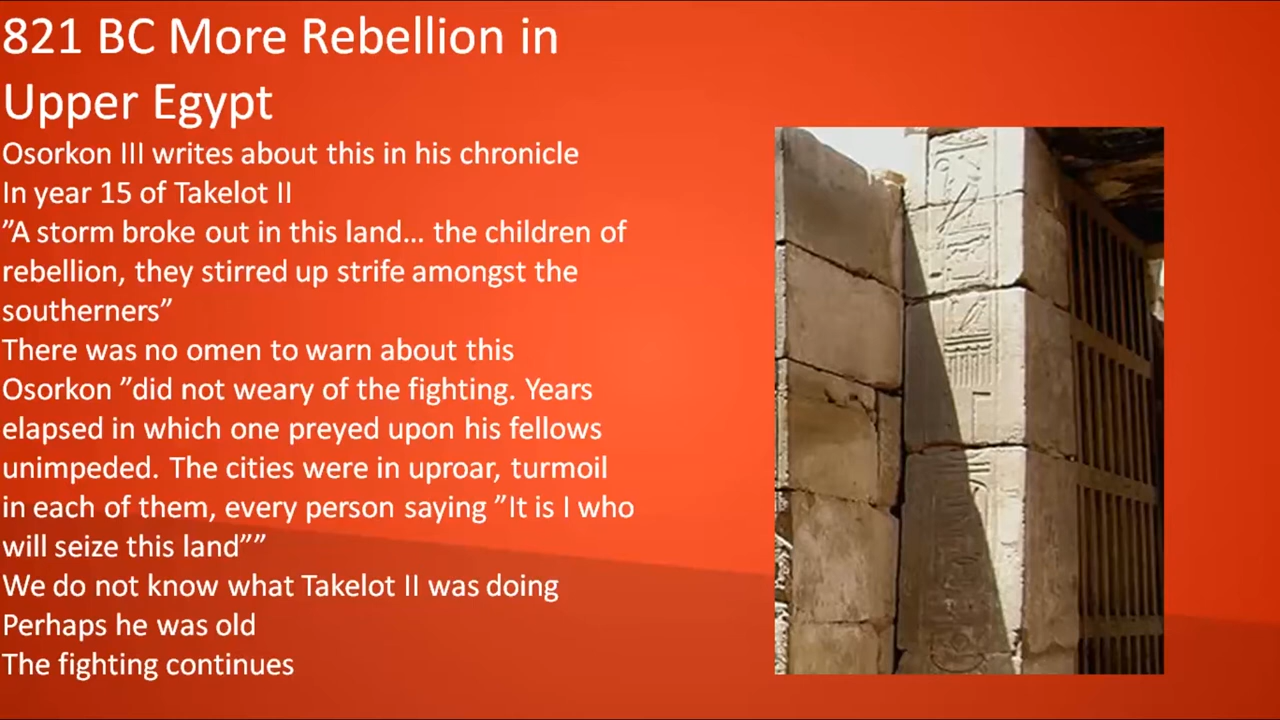 821 BC More Rebellion in
Upper Egypt
Osorkon III writes about this in his chronicle
In year 15 of Takelot II
”A storm broke out in this land... the children of
rebellion, they stirred up strife amongst the
southerners”
There was no omen to warn about this
Osorkon ”did not weary of the fighting. Years
elapsed in which one preyed upon his fellows
unimpeded. The cities were in uproar, turmoil
in each of them, every person saying ”It is I who
will seize this land””
We do not know what Takelot II was doing
Perhaps he was old
The fighting continues